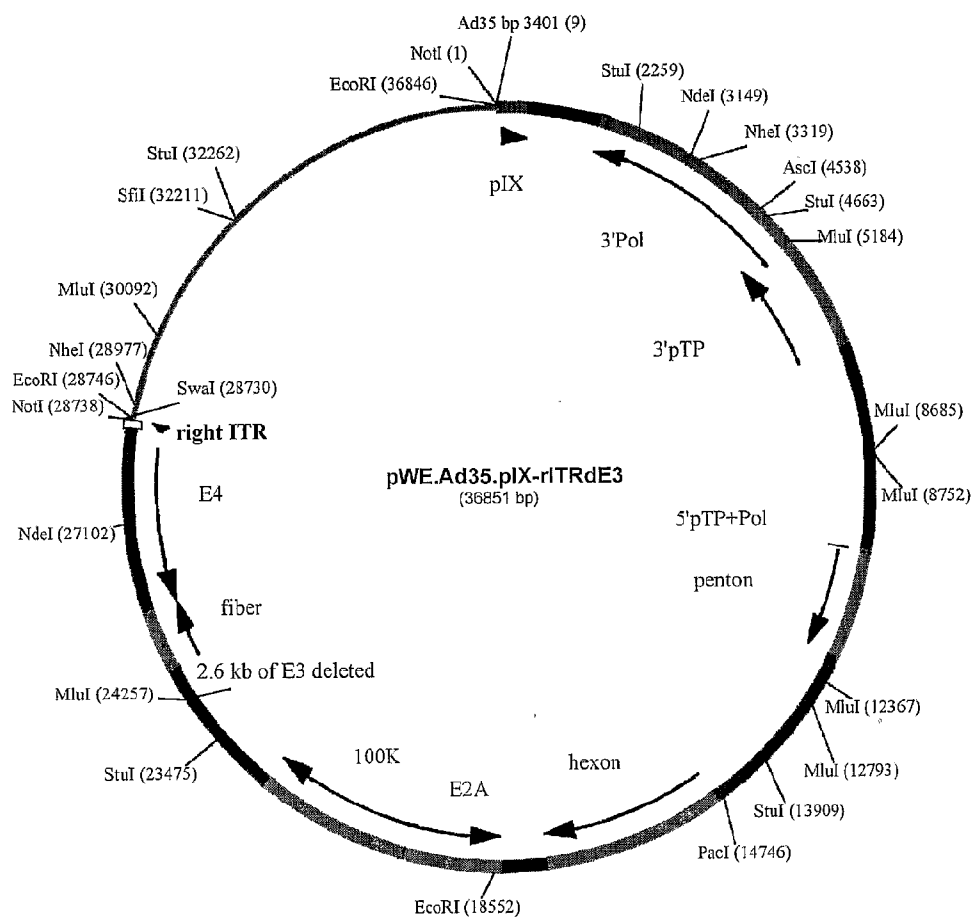 Ad35 bp 3401 (9)
NotI (1)
EcoRI (36846)
StuI (2259)
NdeI (3149)
NheI (3319)
AscI (4538)
StuI (4663)
MluI (5184)
StuI (32262)
SfiI (32211)
pIX
3'Pol
MluI (30092)
3'pTP
NheI (28977)
EcoRI (28746)
SwaI (28730)
NotI (28738)
right ITR
MluI (8685)
pWE.Ad35.pIX-rITRdE3
(36851 bp)
E4
MluI (8752)
5'pTP+Pol
NdeI (27102)
penton
fiber
2.6 kb of E3 deleted
MluI (24257)
MluI (12367)
StuI (23475)
100K
hexon
MluI (12793)
E2A
StuI (13909)
PacI (14746)
EcoRI (18552)